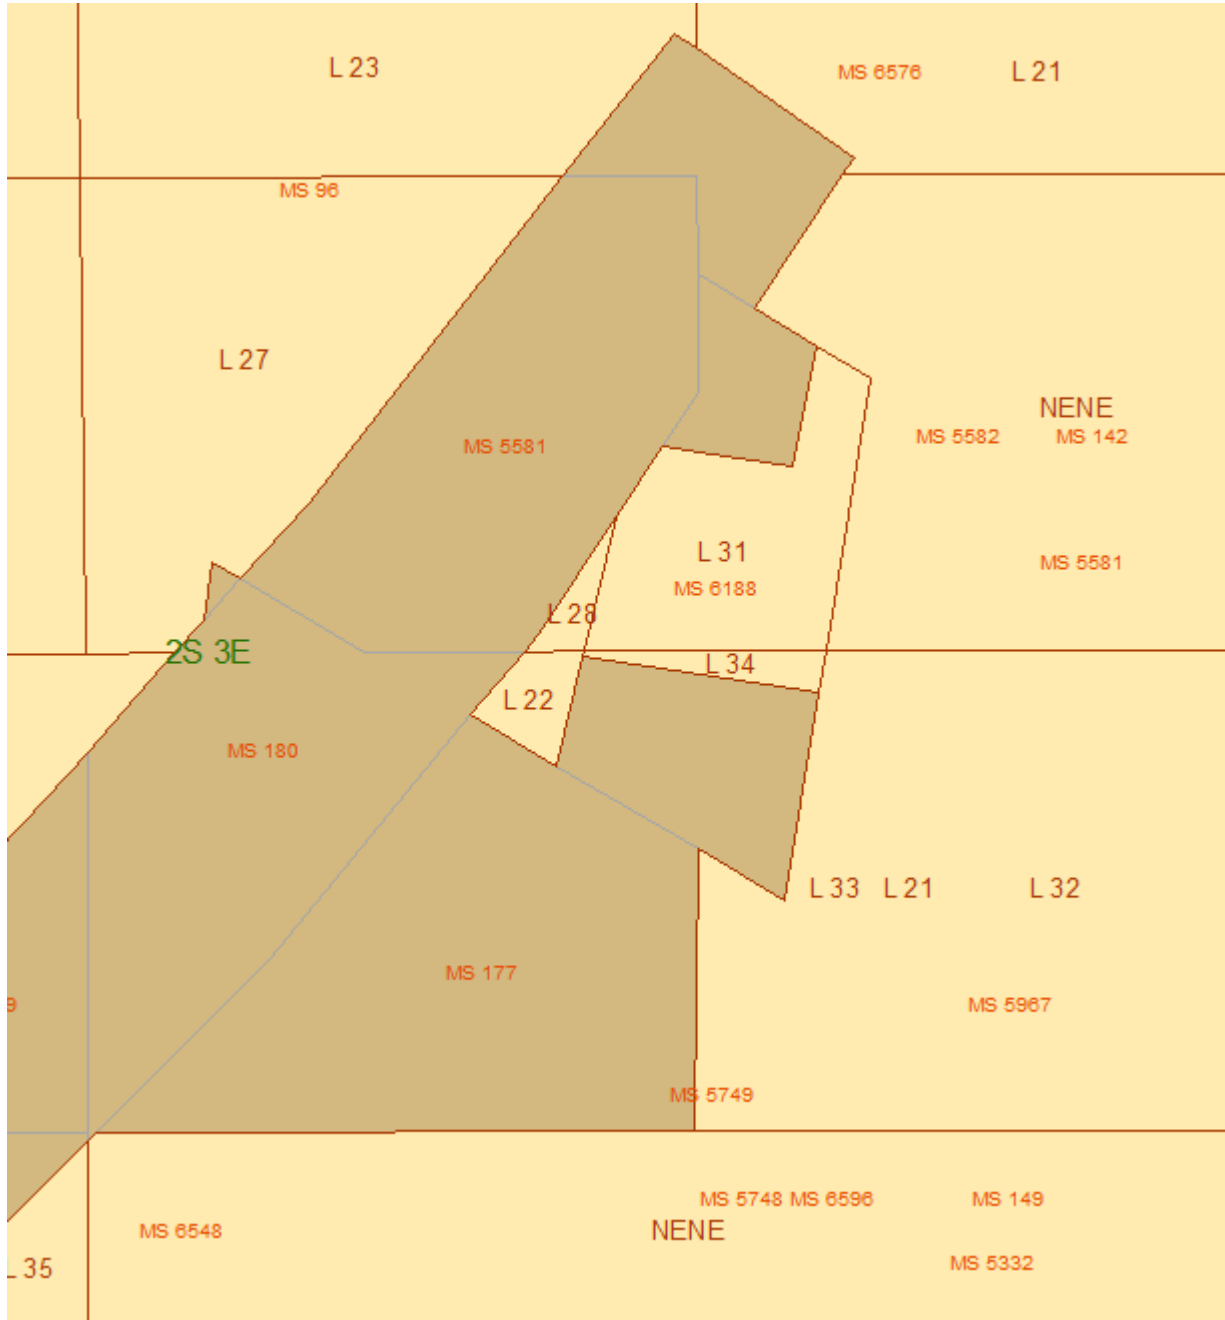 L 23
MS 6576
L 21
MS 96
L 27
NENE
MS 5581
MS 5582
MS 142
L 31
MS 5581
MS 6188
L 28
2S 3E
L 34
L 22
MS 180
L 33
L 21
L 32
MS 177
9
MS 5967
MS 5749
MS 5748
MS 6596
MS 149
MS 6548
NENE
MS 5332
L 35